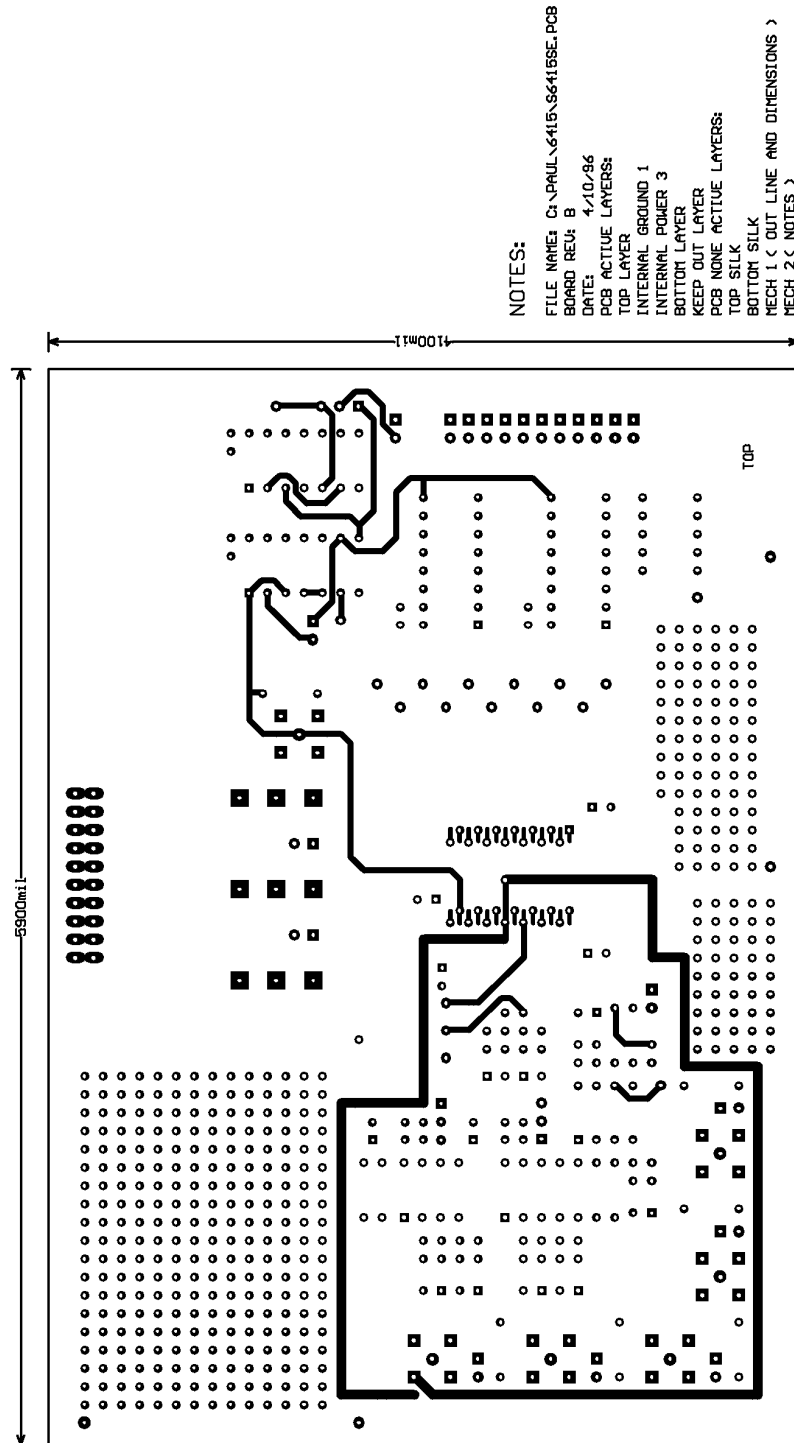 NOTES:
FILE NAME: C:\PAUL\6415\S6415SE.PCB
BOARD REV: B
DATE: 4/10/96
PCB ACTIVE LAYERS:
TOP LAYER
INTERNAL GROUND 1
INTERNAL POWER 3
BOTTOM LAYER
KEEP OUT LAYER
PCB NONE ACTIVE LAYERS:
TOP SILK
BOTTOM SILK
MECH 1 ( OUT LINE AND DIMENSIONS )
MECH 2 ( NOTES )
4100mil
5900mil
TOP